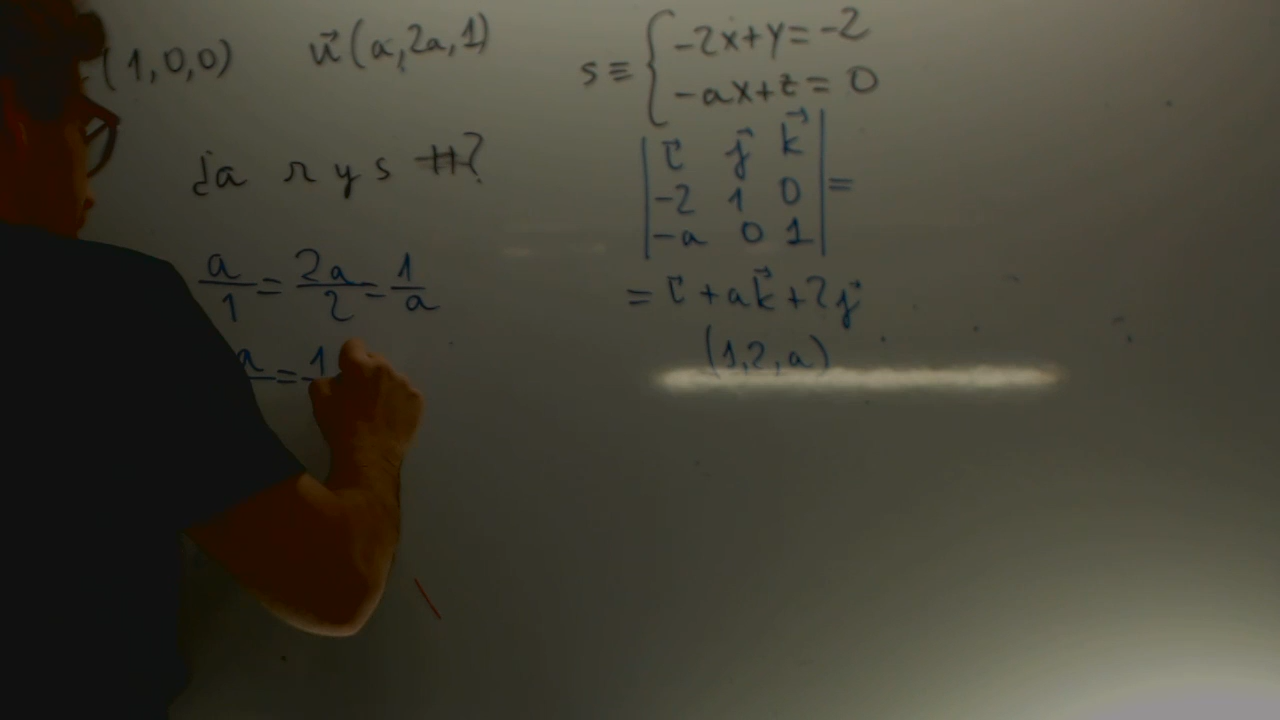 (1,0,0) u⃗(a,2a,1)
¿a r y s #?
a/1 = 2a/2 = 1/a
a = 1
s ≡ { -2x+y=-2
-ax+z=0
| i⃗ j⃗ k⃗ |
| -2 1 0 | =
| -a 0 1 |
= i⃗ + ak⃗ + 2j⃗
(1,2,a)